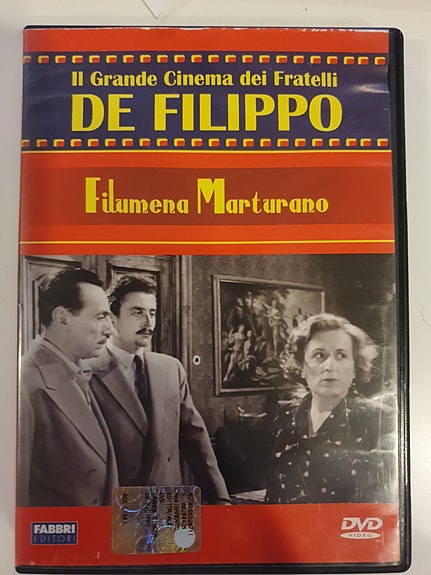 Il Grande Cinema dei Fratelli
DE FILIPPO
Filumena Marturano
FABBRI
EDITORI
DVD
VIDEO